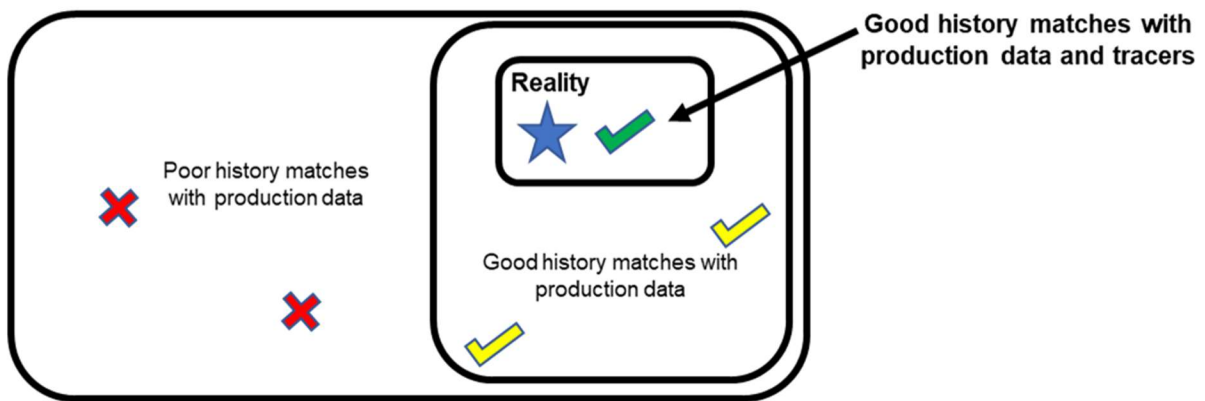 Good history matches with
production data and tracers
Reality
Poor history matches
with production data
Good history matches with
production data